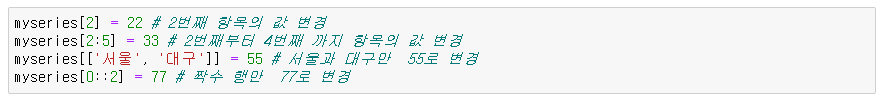 myseries[2] = 22 # 2번째 항목의 값 변경
myseries[2:5] = 33 # 2번째부터 4번째 까지 항목의 값 변경
myseries[['서울', '대구']] = 55 # 서울과 대구만  55로 변경
myseries[0::2] = 77 # 짝수 행만  77로 변경